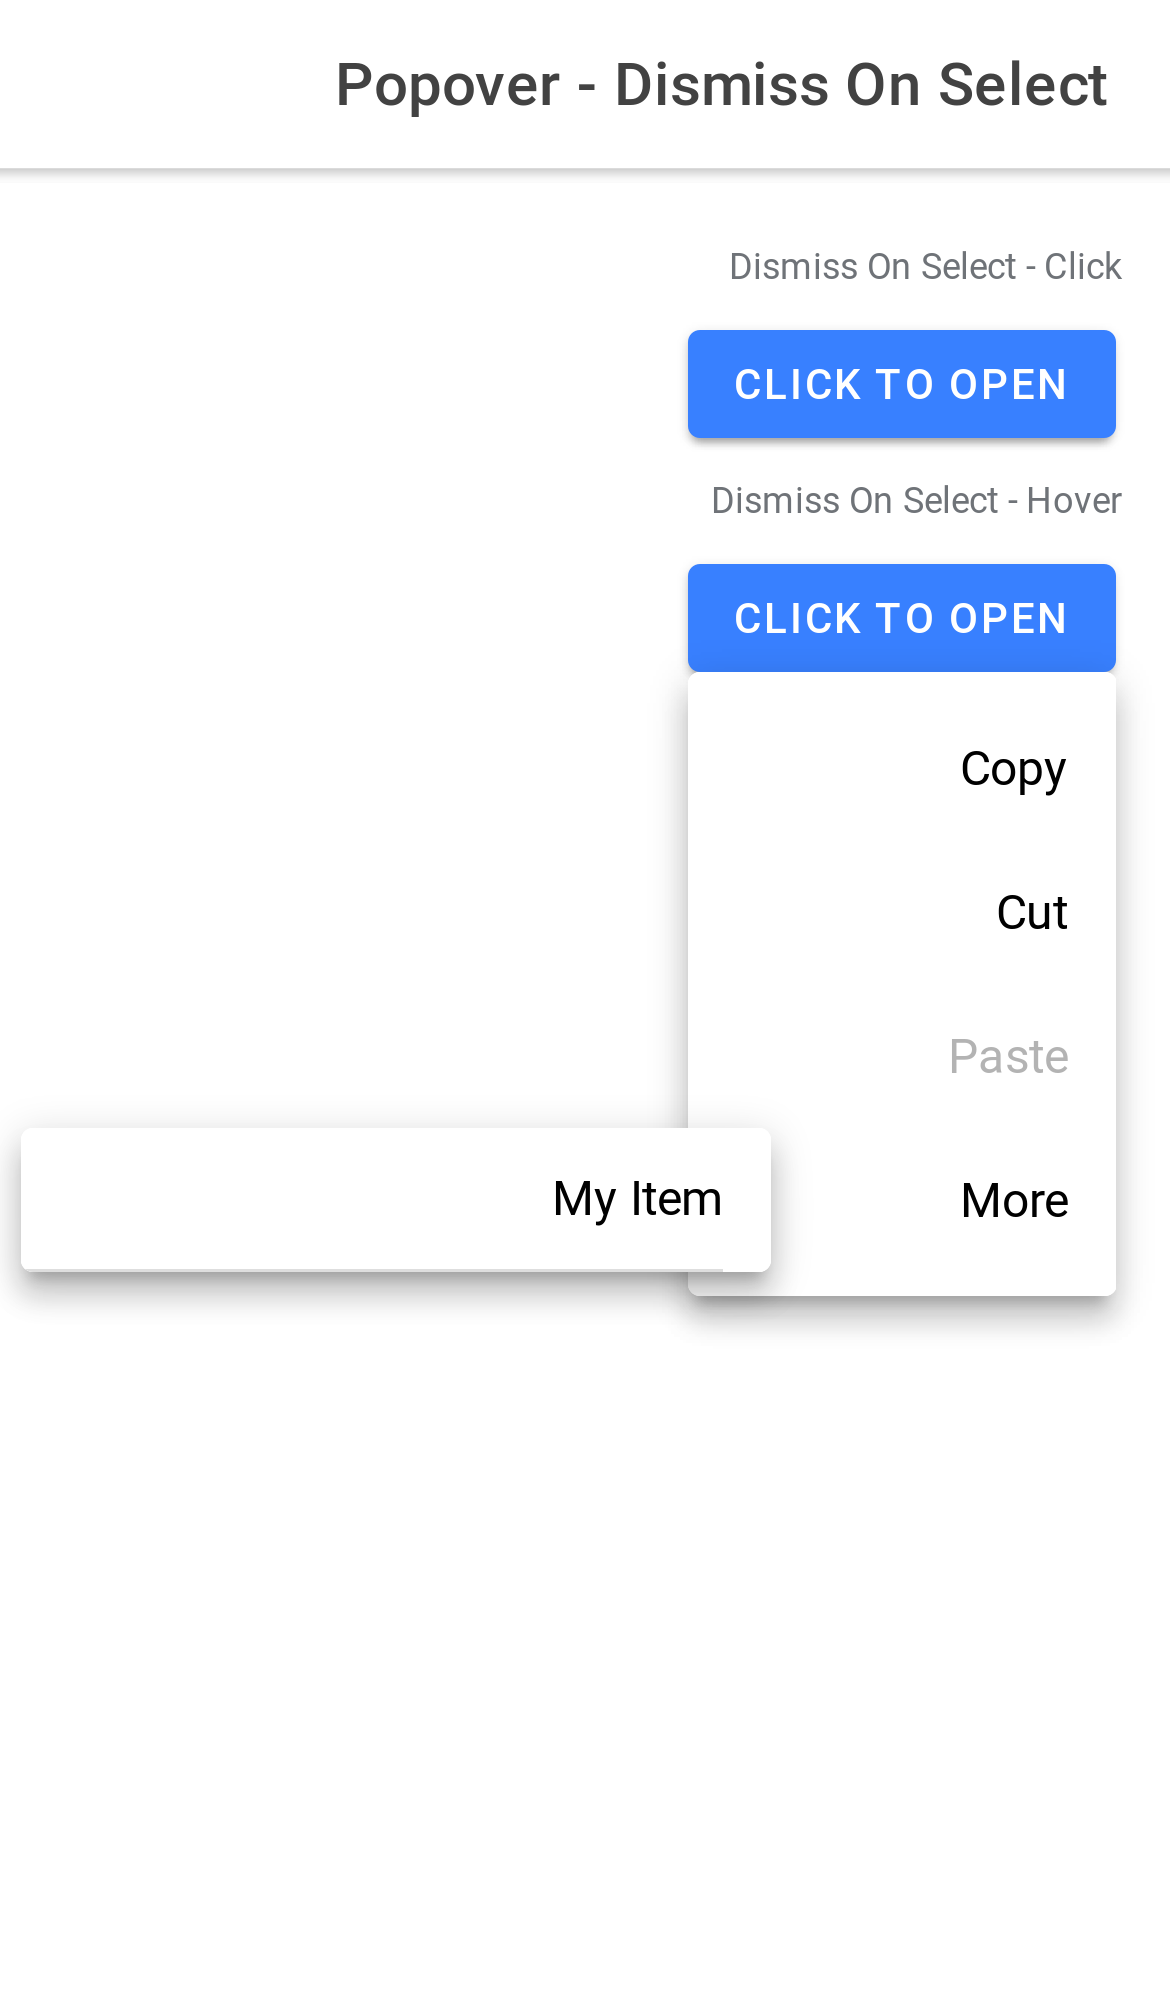 Popover - Dismiss On Select
Dismiss On Select - Click
CLICK TO OPEN
Dismiss On Select - Hover
CLICK TO OPEN
Copy
Cut
Paste
More
My Item